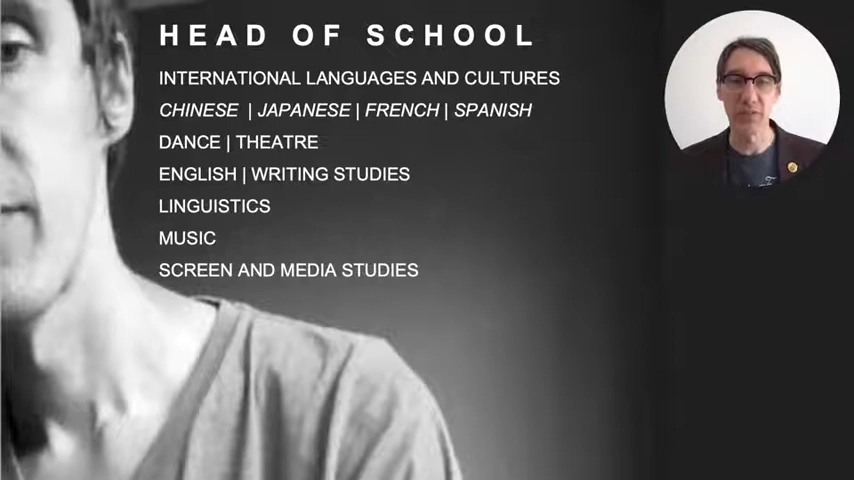 HEAD OF SCHOOL
INTERNATIONAL LANGUAGES AND CULTURES
CHINESE | JAPANESE | FRENCH | SPANISH
DANCE | THEATRE
ENGLISH | WRITING STUDIES
LINGUISTICS
MUSIC
SCREEN AND MEDIA STUDIES